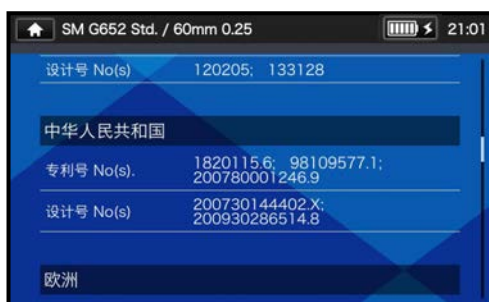 SM G652 Std. / 60mm 0.25
21:01
设计号 No(s)
120205; 133128
中华人民共和国
专利号 No(s).
1820115.6; 98109577.1;
200780001246.9
设计号 No(s)
200730144402.X;
200930286514.8
欧洲